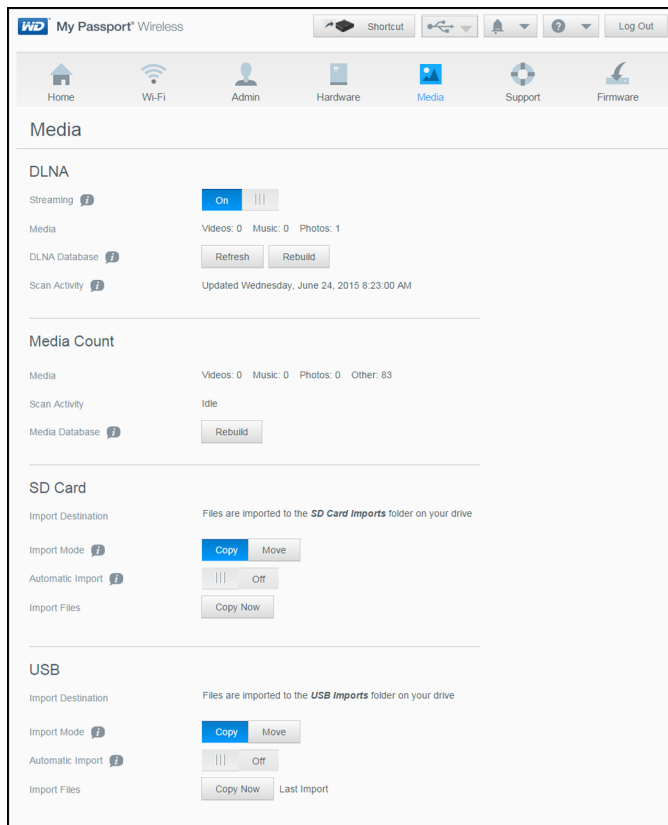 WD My Passport® Wireless Shortcut Log Out
Home Wi-Fi Admin Hardware Media Support Firmware
Media
DLNA
Streaming On
Media Videos: 0 Music: 0 Photos: 1
DLNA Database Refresh Rebuild
Scan Activity Updated Wednesday, June 24, 2015 8:23:00 AM
Media Count
Media Videos: 0 Music: 0 Photos: 0 Other: 83
Scan Activity Idle
Media Database Rebuild
SD Card
Import Destination Files are imported to the SD Card Imports folder on your drive
Import Mode Copy Move
Automatic Import Off
Import Files Copy Now
USB
Import Destination Files are imported to the USB Imports folder on your drive
Import Mode Copy Move
Automatic Import Off
Import Files Copy Now Last Import